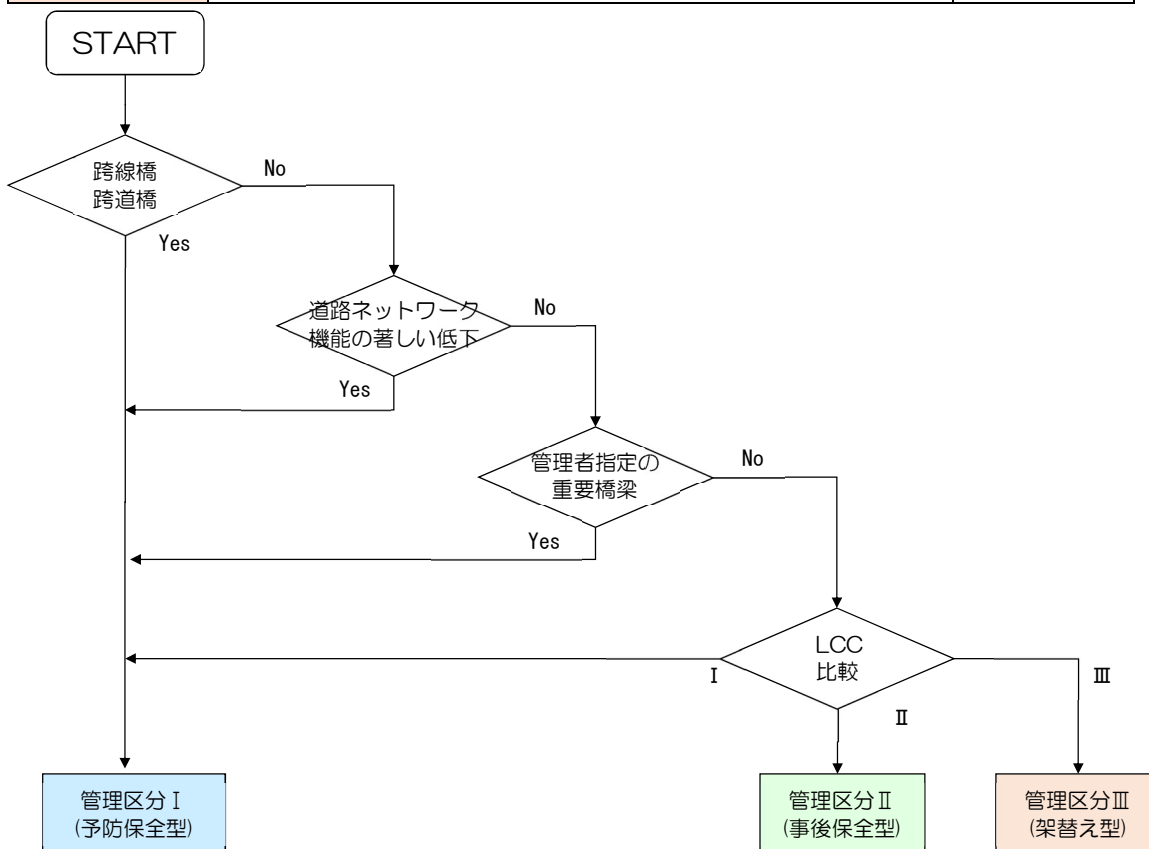 START
跨線橋
跨道橋
No
Yes
道路ネットワーク
機能の著しい低下
No
Yes
管理者指定の
重要橋梁
No
Yes
LCC
比較
Ⅰ
Ⅱ
Ⅲ
管理区分Ⅰ
(予防保全型)
管理区分Ⅱ
(事後保全型)
管理区分Ⅲ
(架替え型)